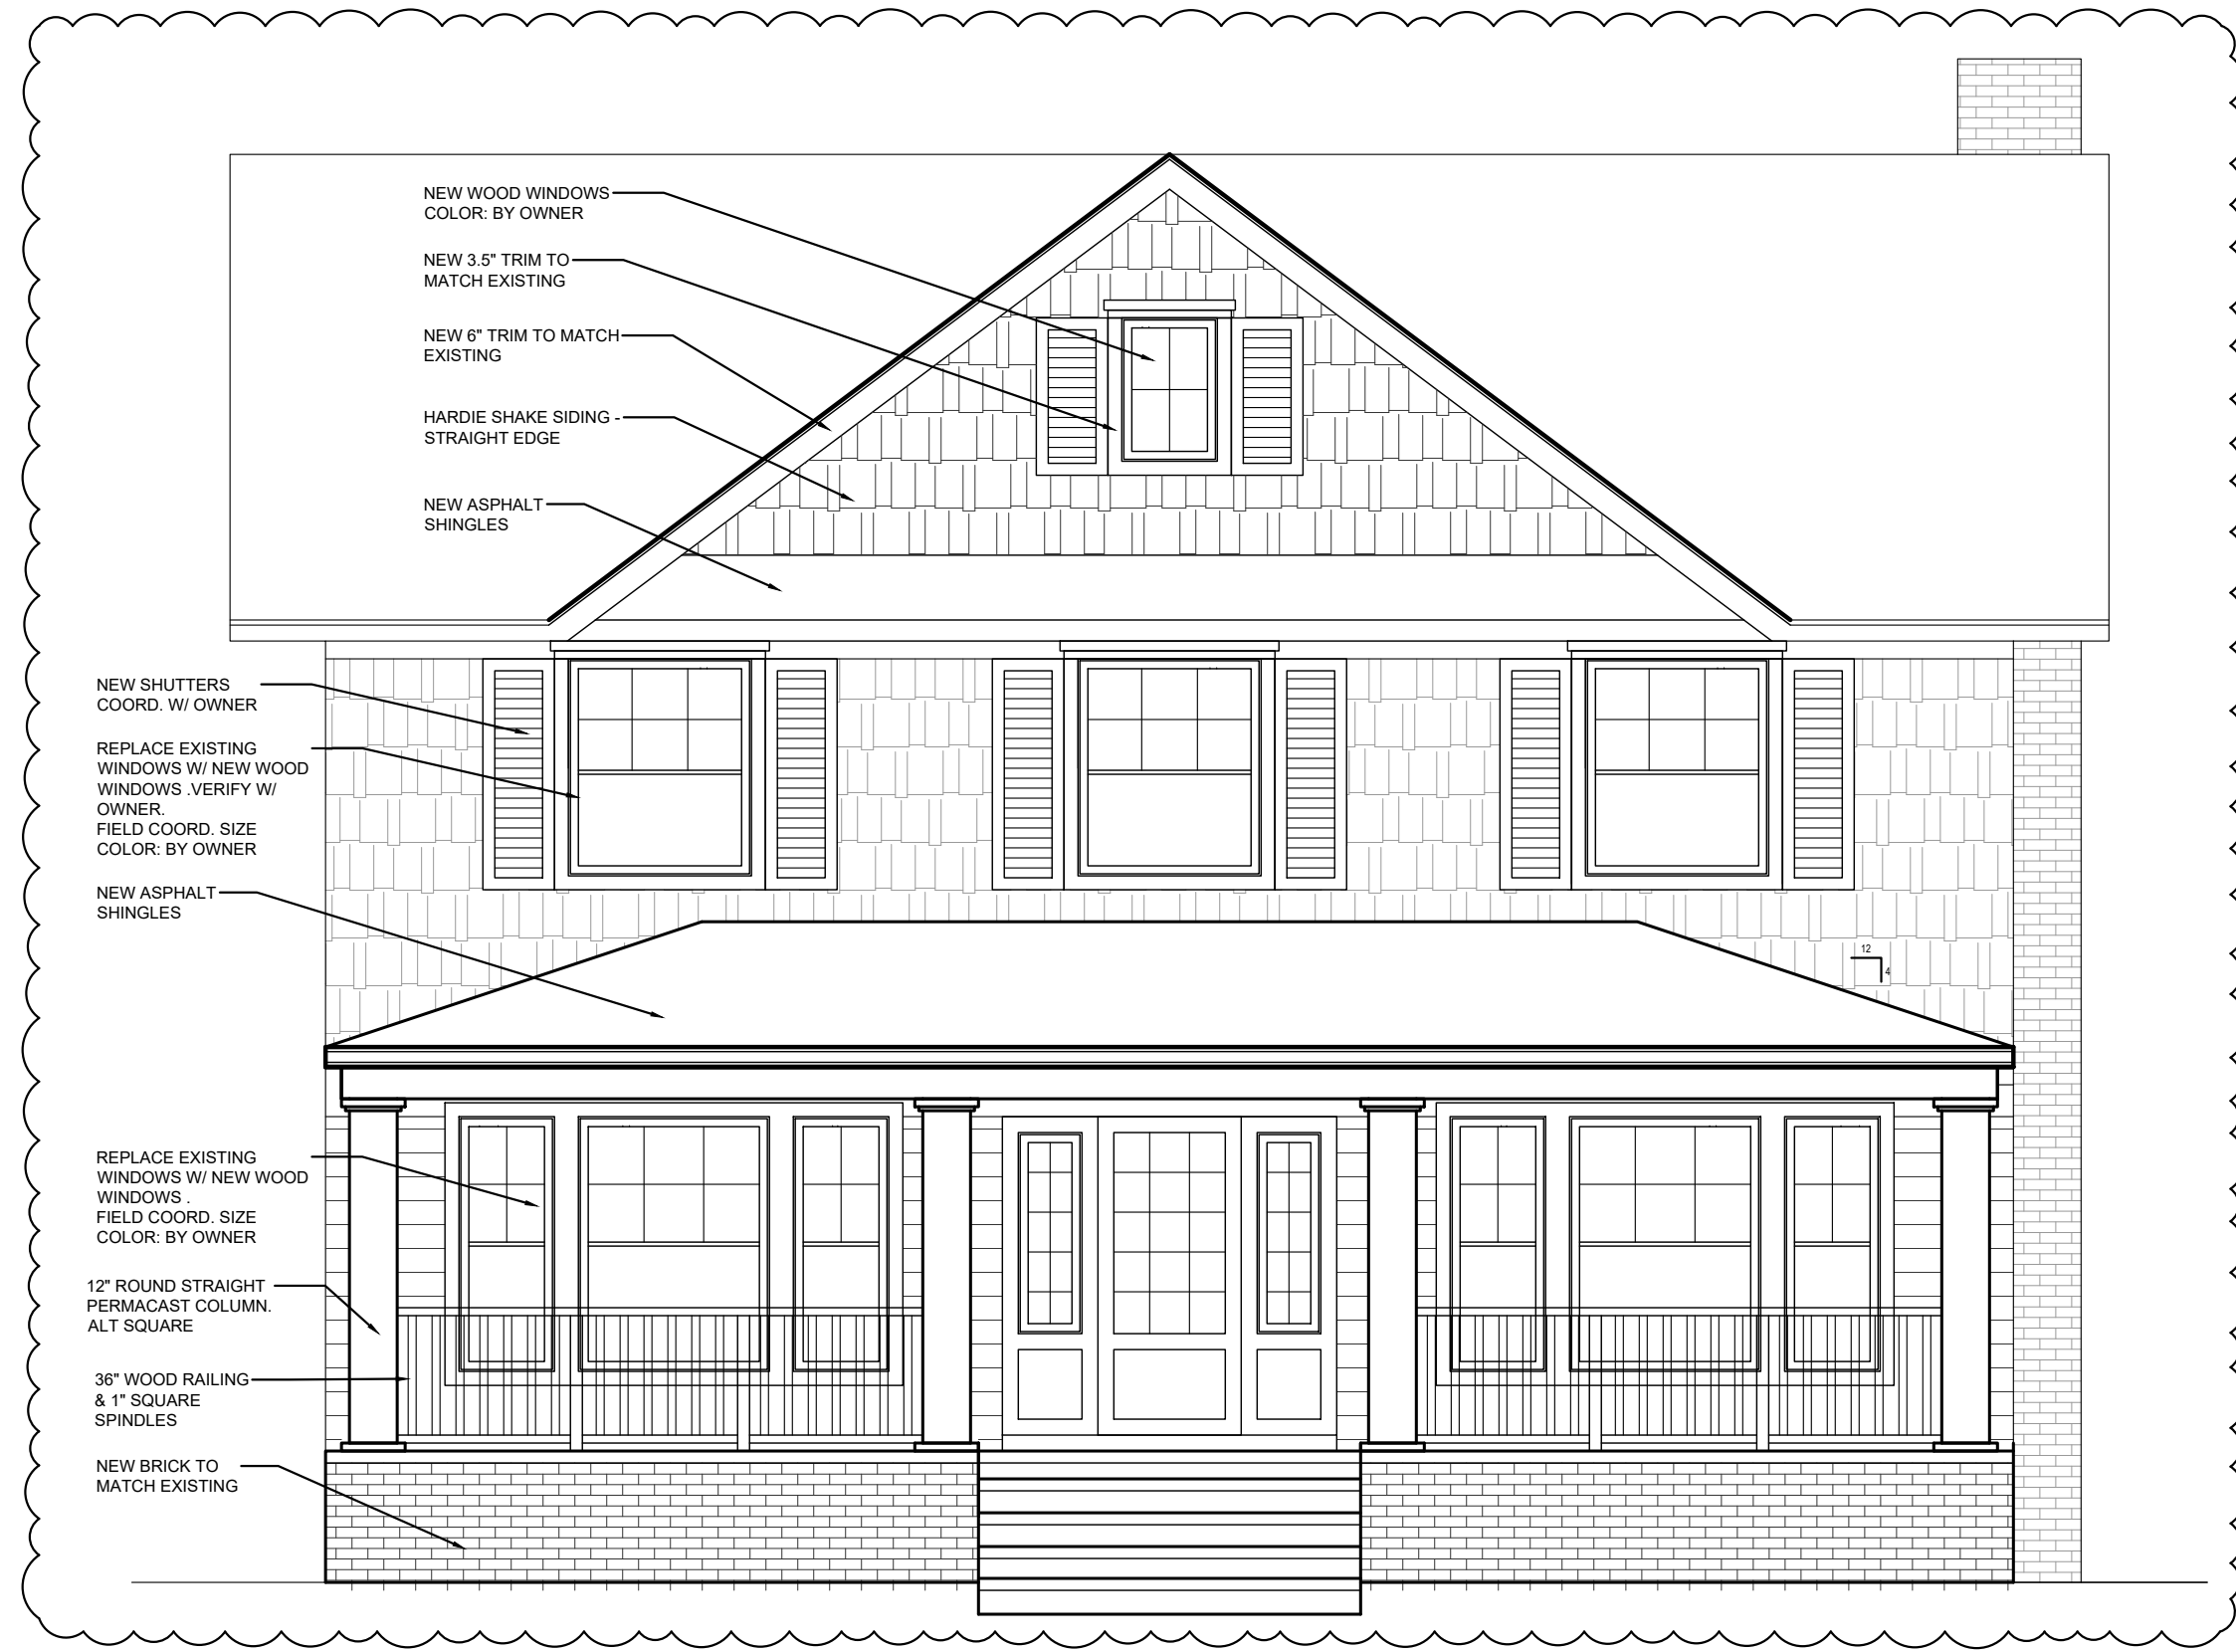 NEW WOOD WINDOWS
COLOR: BY OWNER
NEW 3.5" TRIM TO
MATCH EXISTING
NEW 6" TRIM TO MATCH
EXISTING
HARDIE SHAKE SIDING -
STRAIGHT EDGE
NEW ASPHALT
SHINGLES
NEW SHUTTERS
COORD. W/ OWNER
REPLACE EXISTING
WINDOWS W/ NEW WOOD
WINDOWS .VERIFY W/
OWNER.
FIELD COORD. SIZE
COLOR: BY OWNER
NEW ASPHALT
SHINGLES
12
4
REPLACE EXISTING
WINDOWS W/ NEW WOOD
WINDOWS .
FIELD COORD. SIZE
COLOR: BY OWNER
12" ROUND STRAIGHT
PERMACAST COLUMN.
ALT SQUARE
36" WOOD RAILING
& 1" SQUARE
SPINDLES
NEW BRICK TO
MATCH EXISTING